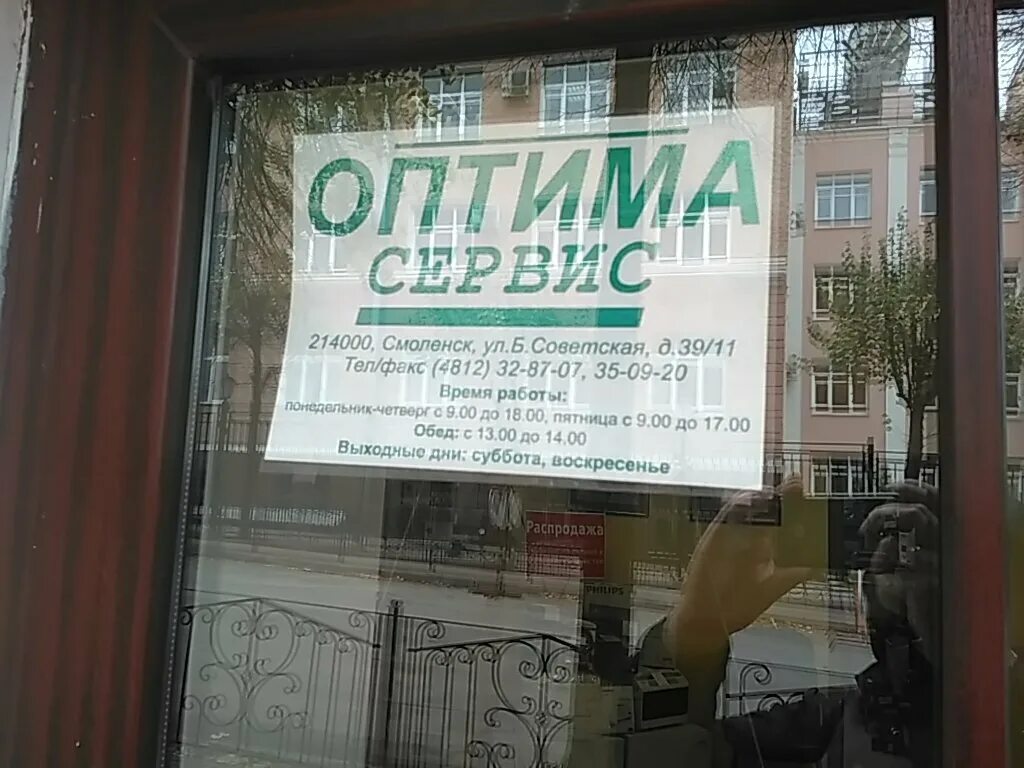 ОПТИМА
СЕРВИС
214000, Смоленск, ул.Б.Советская, д.39/11
Тел/факс (4812) 32-87-07, 35-09-20
Время работы:
понедельник-четверг с 9.00 до 18.00, пятница с 9.00 до 17.00
Обед: с 13.00 до 14.00
Выходные дни: суббота, воскресенье
Распродажа
PHILIPS